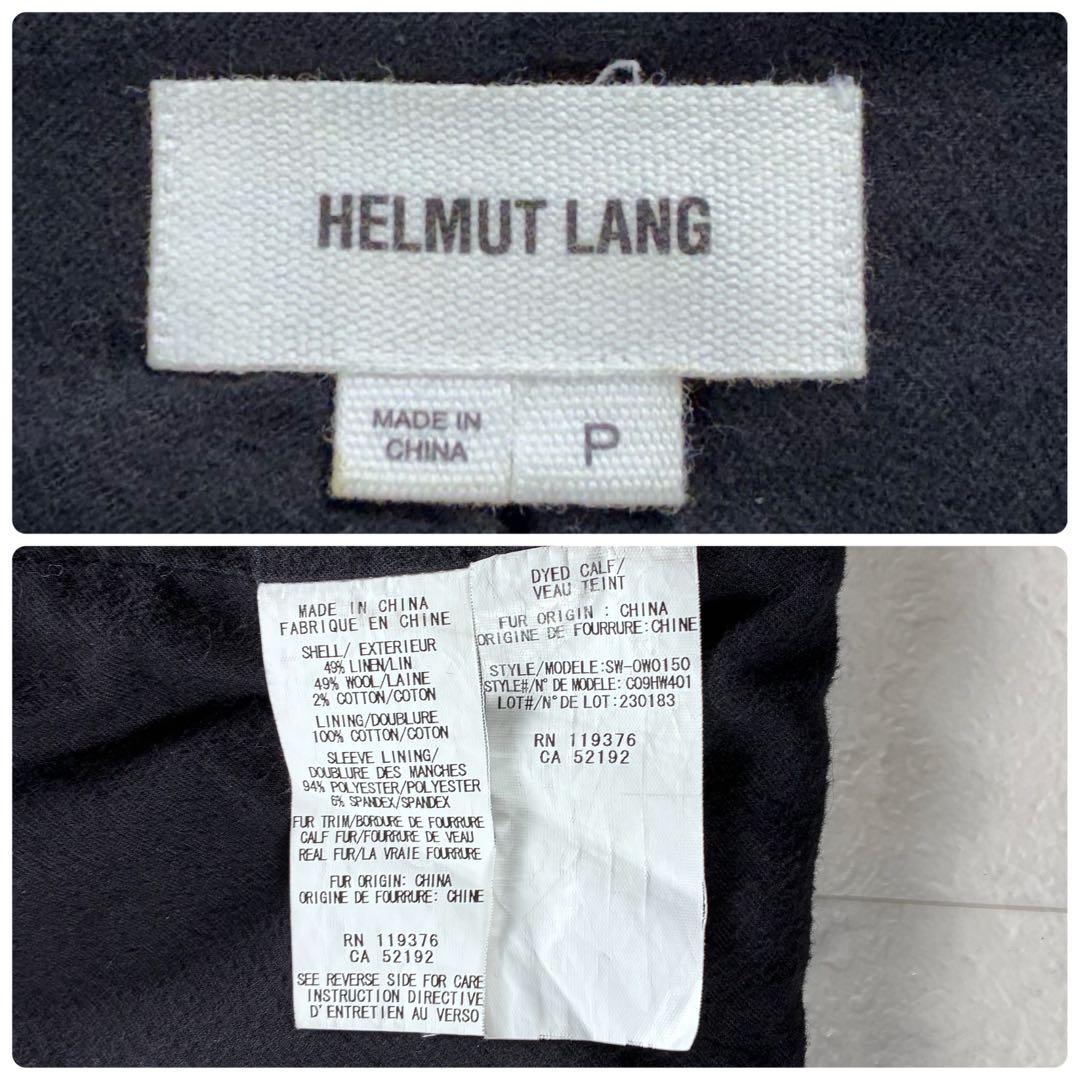 HELMUT LANG
MADE IN
CHINA
P
MADE IN CHINA
FABRIQUE EN CHINE
SHELL/ EXTERIEUR
49% LINEN/LIN
49% WOOL/LAINE
2% COTTON/COTON
LINING/DOUBLURE
100% COTTON/COTON
SLEEVE LINING/
DOUBLURE DES MANCHES
94% POLYESTER/POLYESTER
6% SPANDEX/SPANDEX
FUR TRIM/BORDURE DE FOURRURE
CALF FUR/FOURRURE DE VEAU
REAL FUR/LA VRAIE FOURRURE
FUR ORIGIN: CHINA
ORIGINE DE FOURRURE: CHINE
RN 119376
CA 52192
SEE REVERSE SIDE FOR CARE
INSTRUCTION DIRECTIVE
D'ENTRETIEN AU VERSO
DYED CALF/
VEAU TEINT
FUR ORIGIN : CHINA
ORIGINE DE FOURRURE:CHINE
STYLE/MODELE:SW-OW0150
STYLE#/N° DE MODELE: C09HW401
LOT#/N°DE LOT:230183
RN 119376
CA 52192